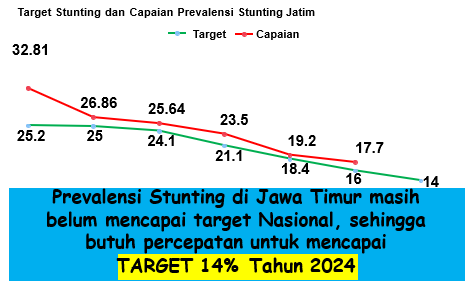 Target Stunting dan Capaian Prevalensi Stunting Jatim
Target Capaian
32.81
26.86
25.64
23.5
19.2
17.7
25.2
25
24.1
21.1
18.4
16
14
Prevalensi Stunting di Jawa Timur masih
belum mencapai target Nasional, sehingga
butuh percepatan untuk mencapai
TARGET 14% Tahun 2024